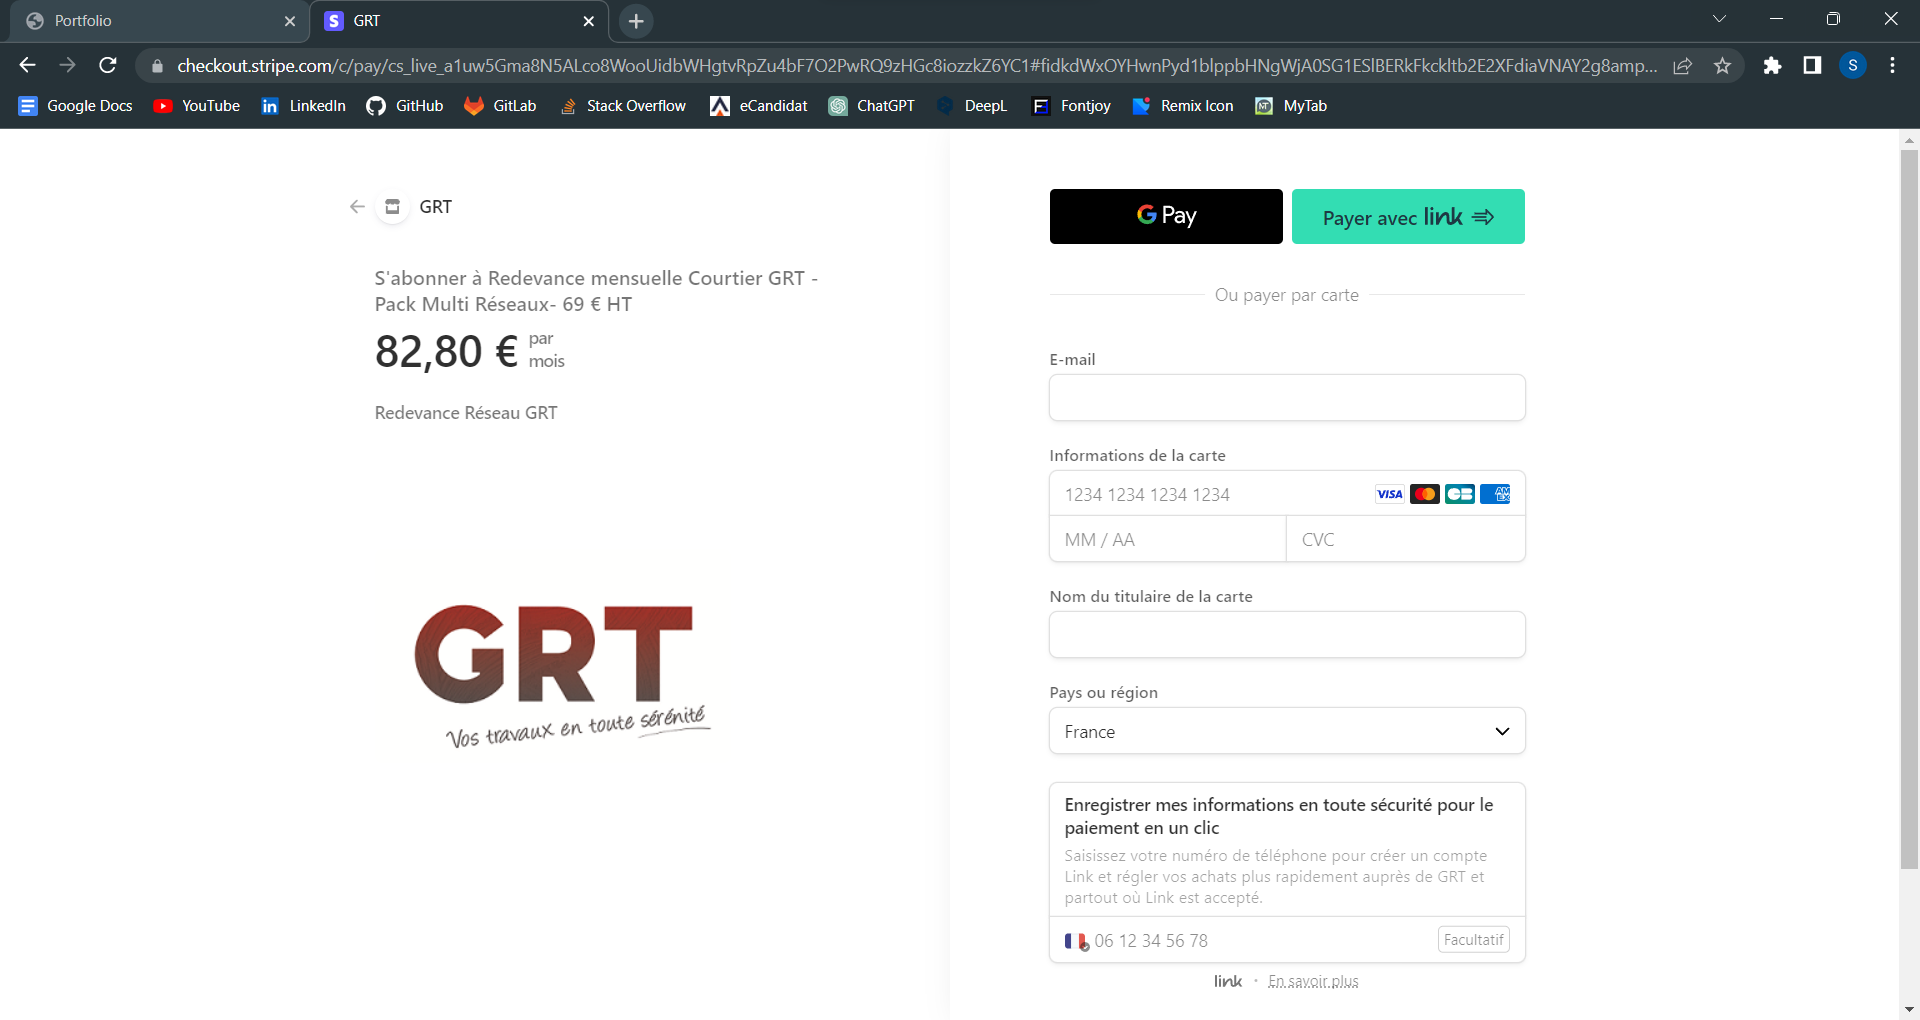 Portfolio
GRT
checkout.stripe.com/c/pay/cs_live_a1uw5Gma8N5ALco8WooUidbWHgtvRpZu4bF7O2PwRQ9zHGc8iozzkZ6YC1#fidkdWxOYHwnPyd1blppbHNgWjA0SG1ESlBERkFkckltb2E2XFdiaVNAY2g8amp...
S
Google Docs
YouTube
LinkedIn
GitHub
GitLab
Stack Overflow
eCandidat
ChatGPT
DeepL
Fontjoy
Remix Icon
MyTab
GRT
S'abonner à Redevance mensuelle Courtier GRT -
Pack Multi Réseaux- 69 € HT
82,80 € par
mois
Redevance Réseau GRT
GRT
Vos travaux en toute sérénité
G Pay
Payer avec link
Ou payer par carte
E-mail
Informations de la carte
1234 1234 1234 1234
VISA
CB
AMEX
MM / AA
CVC
Nom du titulaire de la carte
Pays ou région
France
Enregistrer mes informations en toute sécurité pour le
paiement en un clic
Saisissez votre numéro de téléphone pour créer un compte
Link et régler vos achats plus rapidement auprès de GRT et
partout où Link est accepté.
06 12 34 56 78
Facultatif
link · En savoir plus